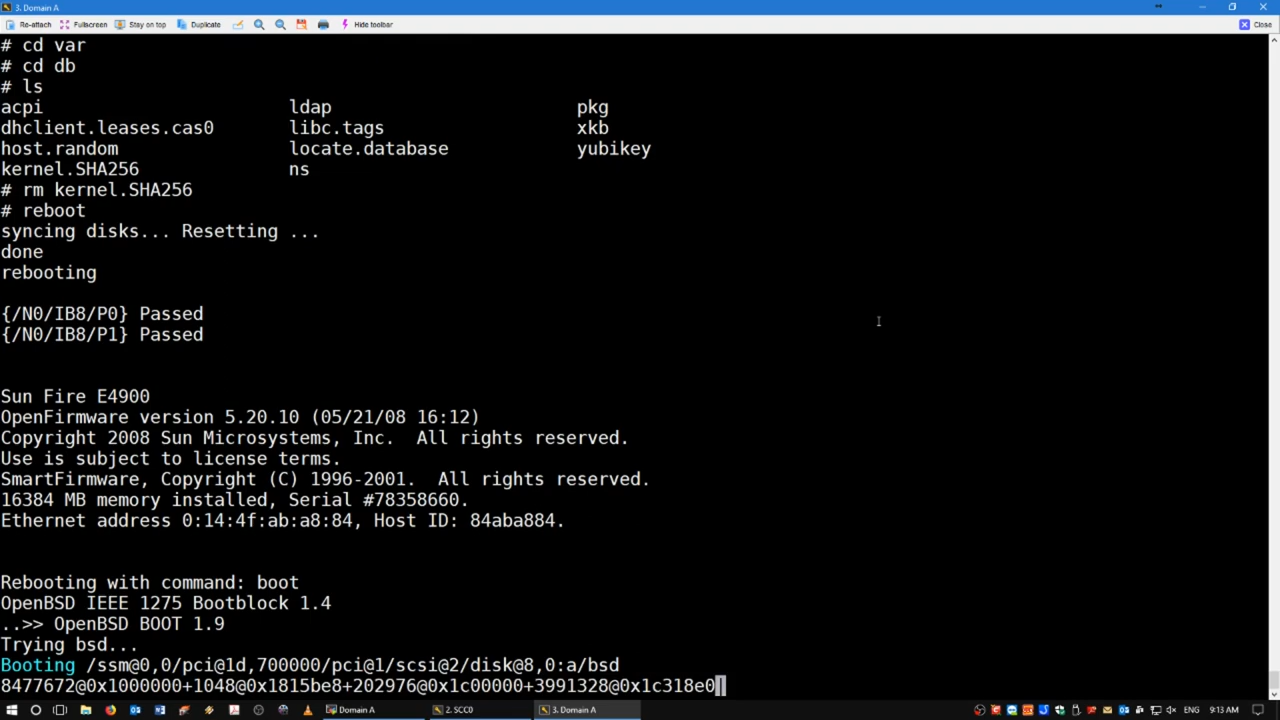 3. Domain A
Re-attach Fullscreen Stay on top Duplicate Hide toolbar Close
# cd var
# cd db
# ls
acpi ldap pkg
dhclient.leases.cas0 libc.tags xkb
host.random locate.database yubikey
kernel.SHA256 ns
# rm kernel.SHA256
# reboot
syncing disks... Resetting ...
done
rebooting
{/N0/IB8/P0} Passed
{/N0/IB8/P1} Passed
Sun Fire E4900
OpenFirmware version 5.20.10 (05/21/08 16:12)
Copyright 2008 Sun Microsystems, Inc. All rights reserved.
Use is subject to license terms.
SmartFirmware, Copyright (C) 1996-2001. All rights reserved.
16384 MB memory installed, Serial #78358660.
Ethernet address 0:14:4f:ab:a8:84, Host ID: 84aba884.
Rebooting with command: boot
OpenBSD IEEE 1275 Bootblock 1.4
..>> OpenBSD BOOT 1.9
Trying bsd...
Booting /ssm@0,0/pci@1d,700000/pci@1/scsi@2/disk@8,0:a/bsd
8477672@0x1000000+1048@0x1815be8+202976@0x1c00000+3991328@0x1c318e0
Domain A 2. SCC0 3. Domain A ENG 9:13 AM